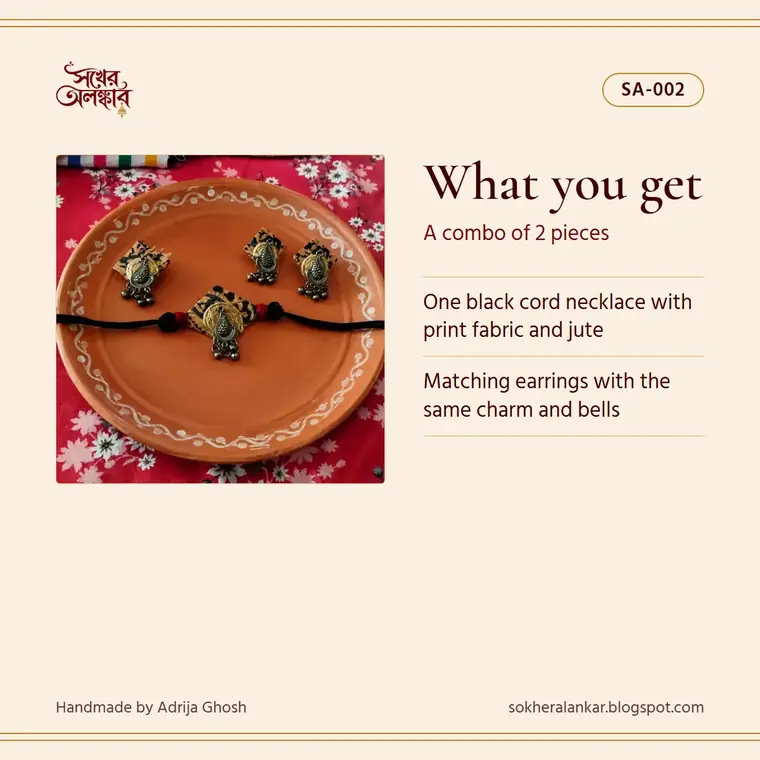 সখের
অলঙ্কার
SA-002
What you get
A combo of 2 pieces
One black cord necklace with
print fabric and jute
Matching earrings with the
same charm and bells
Handmade by Adrija Ghosh
sokheralankar.blogspot.com